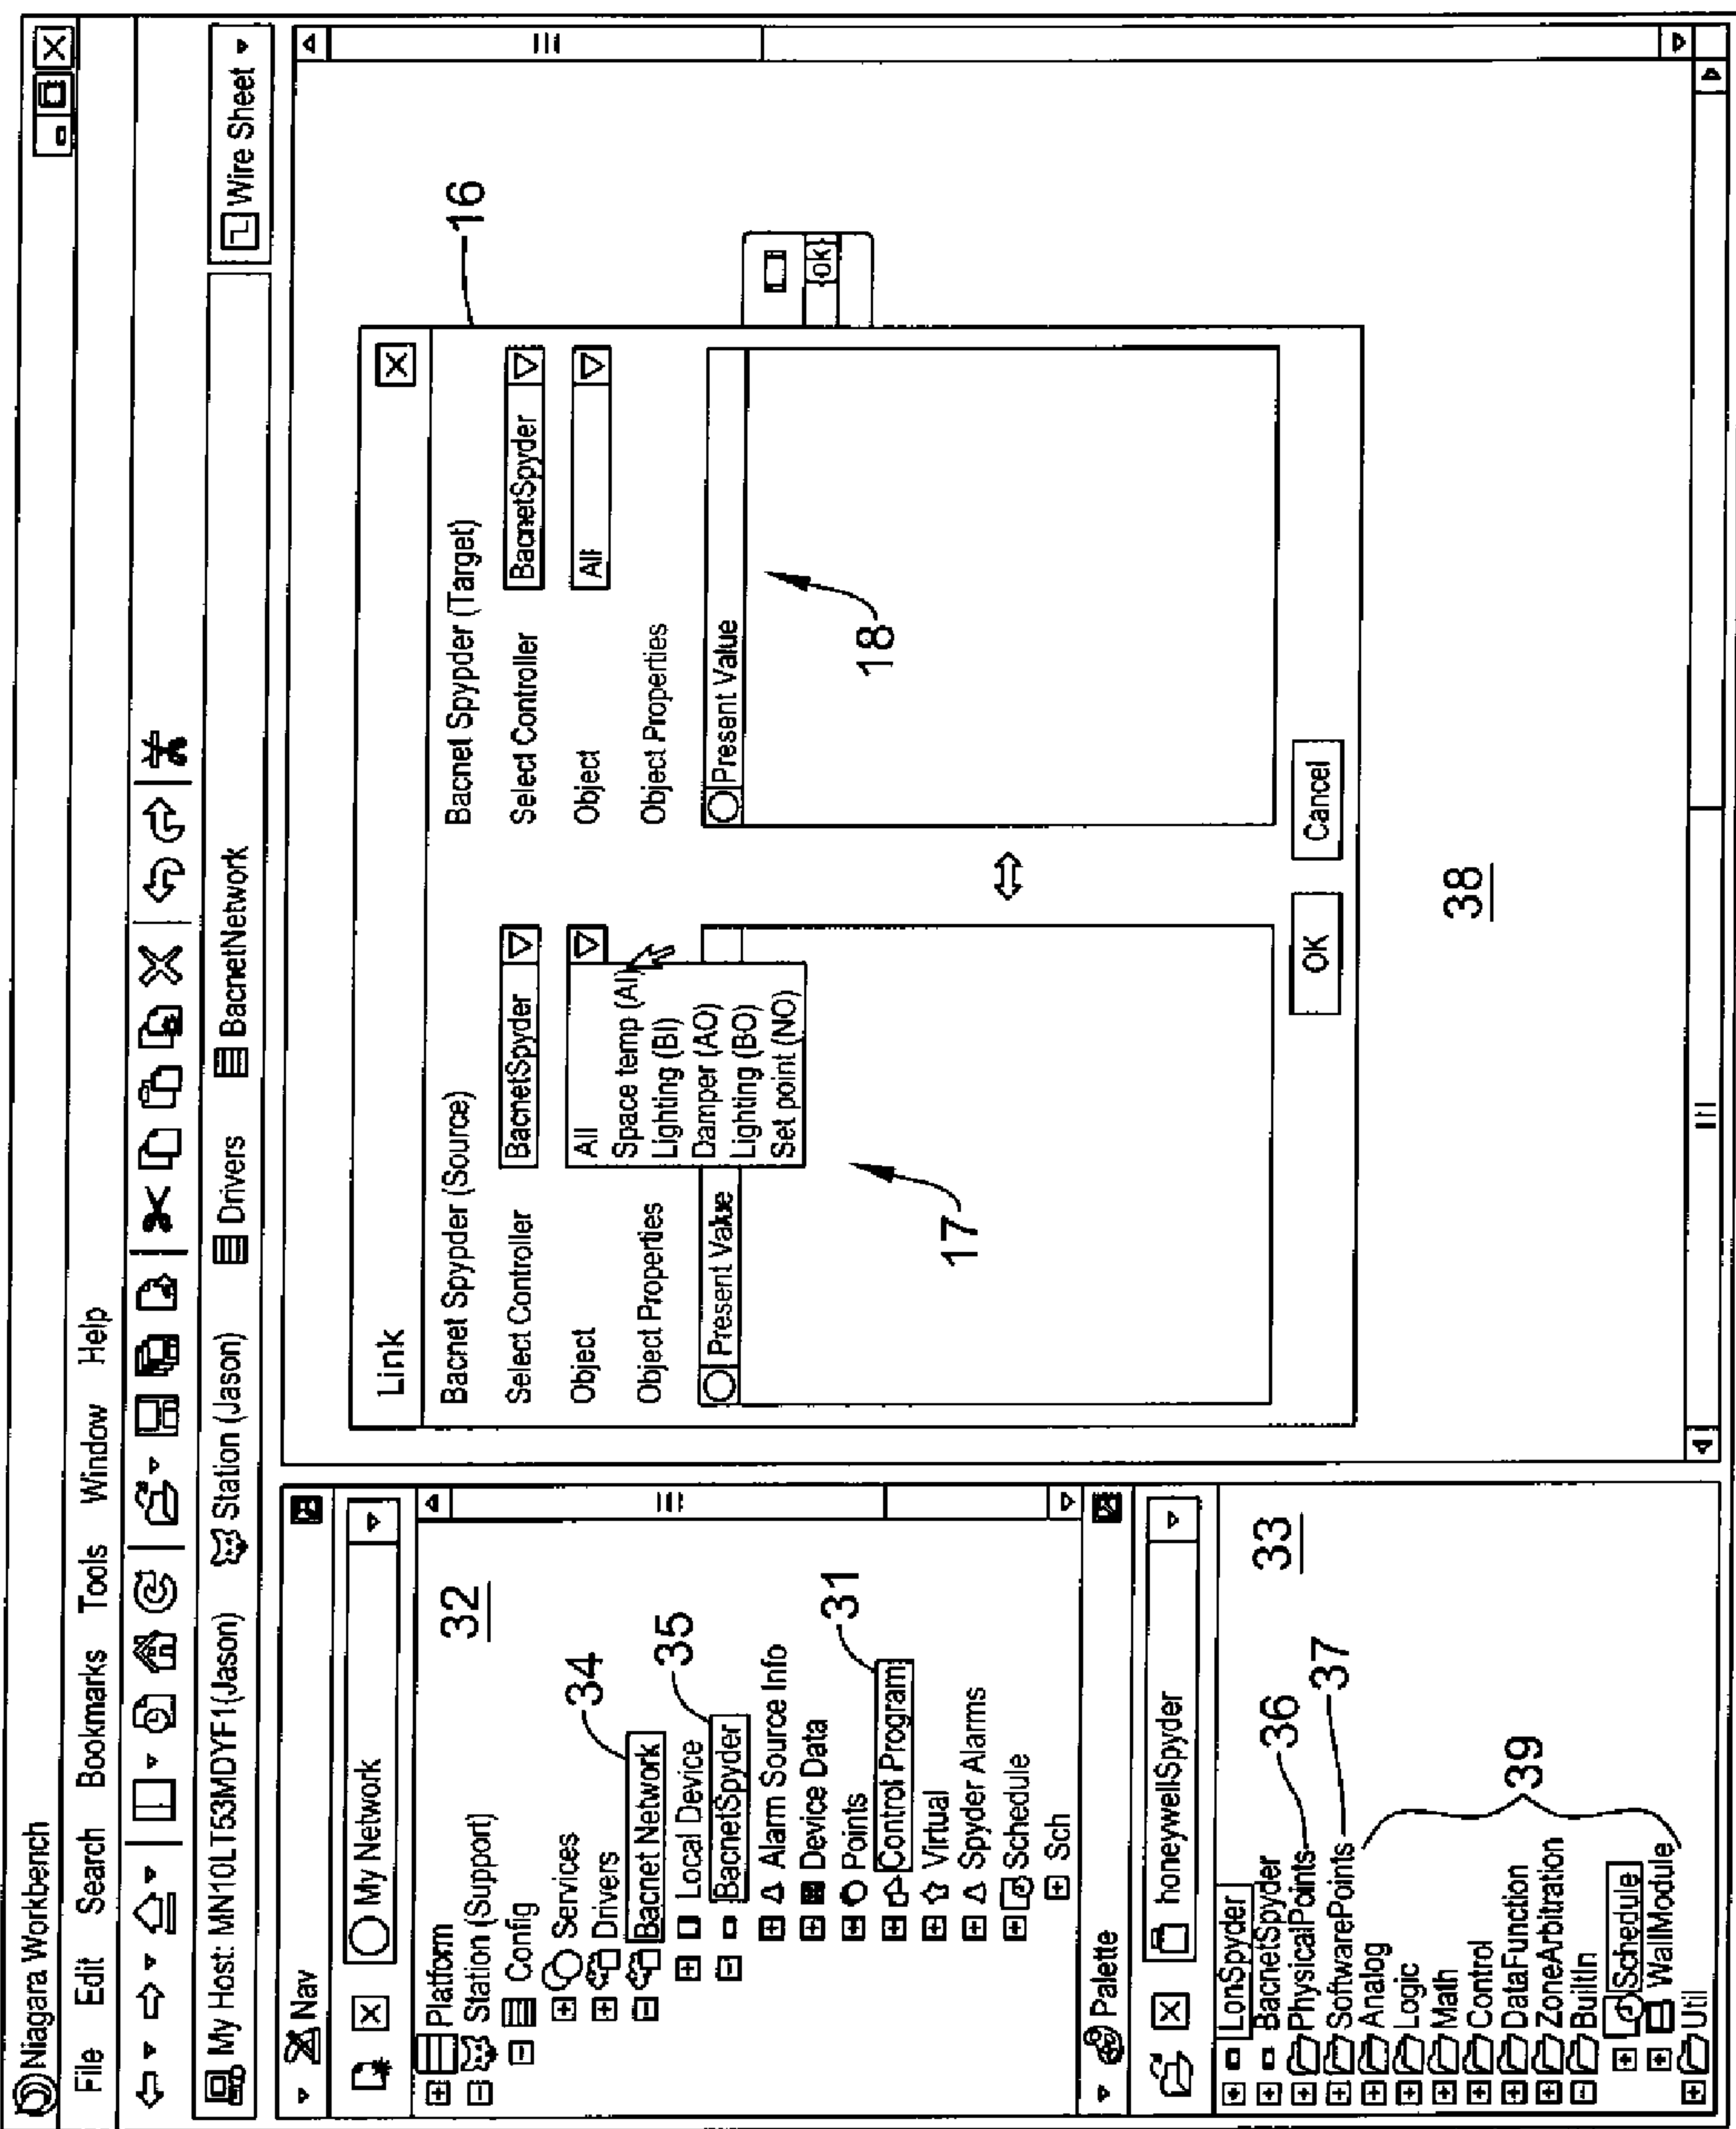 Niagara Workbench
File Edit Search Bookmarks Tools Window Help
My Host: MN10LT53MDYF1(Jason) Station (Jason) Drivers BacnetNetwork Wire Sheet
Nav
My Network
32
Platform
Station (Support)
Config
Services
Drivers
Bacnet Network
34
Local Device
35
BacnetSpyder
Alarm Source Info
Device Data
Points
31
Control Program
Virtual
Spyder Alarms
Schedule
Sch
Palette
honeywellSpyder
33
LonSpyder
BacnetSpyder
PhysicalPoints
36
SoftwarePoints
37
Analog
Logic
Math
Control
DataFunction
ZoneArbitration
BuiltIn
39
Schedule
WallModule
Util
16
Link
Bacnet Spypder (Source)
Select Controller
BacnetSpyder
Object
All
Space temp (AI)
Lighting (BI)
Damper (AO)
Lighting (BO)
Set point (NO)
Object Properties
Present Value
17
Bacnet Spypder (Target)
Select Controller
BacnetSpyder
Object
All
Object Properties
Present Value
18
ok
OK
Cancel
38